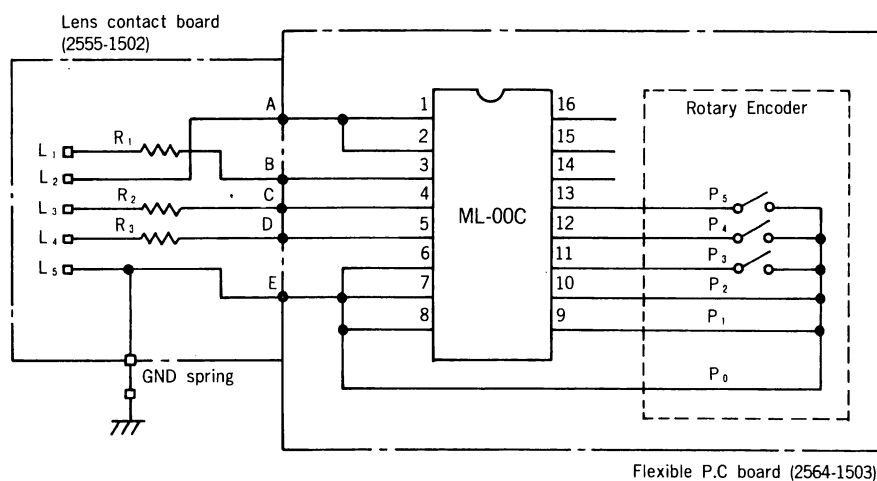 Lens contact board
(2555-1502)
A
1
16
Rotary Encoder
2
15
L₁
R₁
B
3
14
L₂
C
4
13
P₅
L₃
R₂
ML-00C
D
5
12
P₄
L₄
R₃
6
11
P₃
L₅
E
7
10
P₂
8
9
P₁
GND spring
P₀
Flexible P.C board (2564-1503)